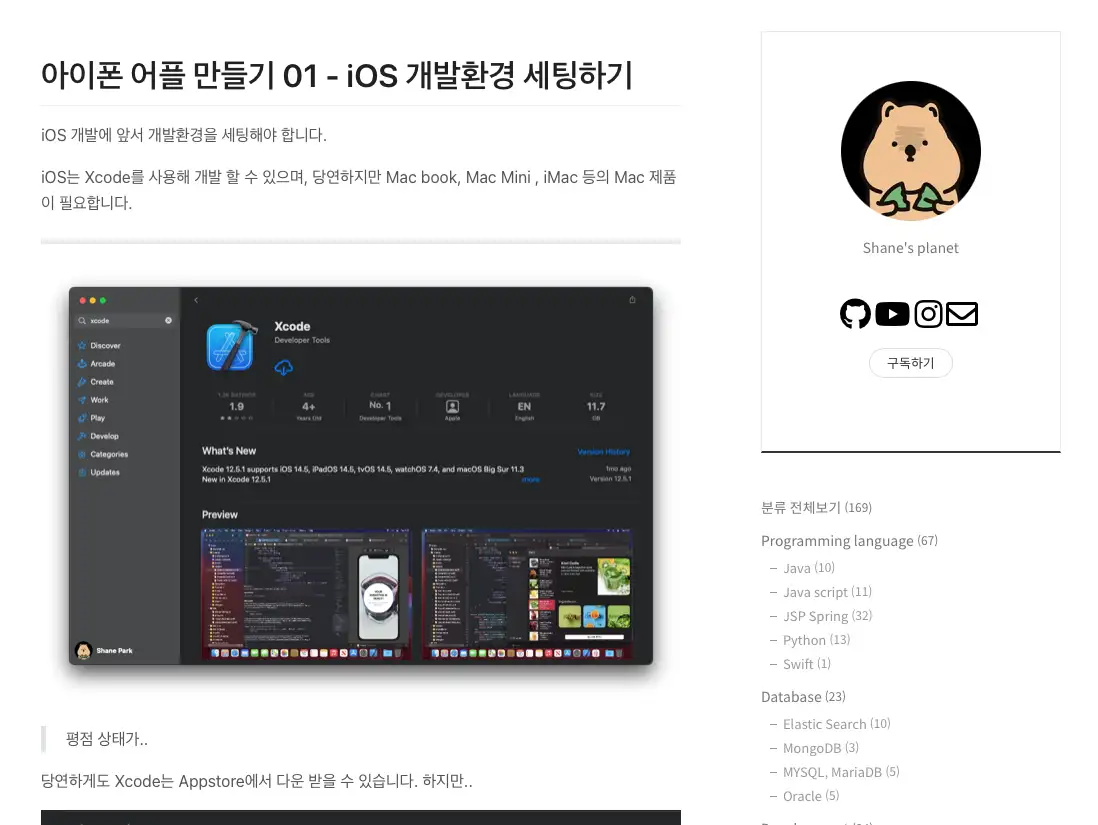 아이폰 어플 만들기 01 - iOS 개발환경 세팅하기
iOS 개발에 앞서 개발환경을 세팅해야 합니다.
iOS는 Xcode를 사용해 개발 할 수 있으며, 당연하지만 Mac book, Mac Mini , iMac 등의 Mac 제품
이 필요합니다.
xcode
Discover
Arcade
Create
Work
Play
Develop
Categories
Updates
Shane Park
Xcode
Developer Tools
1.9
4+
Years Old
No. 1
Developer Tools
Apple
EN
English
11.7
GB
What's New
Version History
Xcode 12.5.1 supports iOS 14.5, iPadOS 14.5, tvOS 14.5, watchOS 7.4, and macOS Big Sur 11.3
New in Xcode 12.5.1
more
1mo ago
Version 12.5.1
Preview
평점 상태가..
당연하게도 Xcode는 Appstore에서 다운 받을 수 있습니다. 하지만..
Shane's planet
구독하기
분류 전체보기 (169)
Programming language (67)
– Java (10)
– Java script (11)
– JSP Spring (32)
– Python (13)
– Swift (1)
Database (23)
– Elastic Search (10)
– MongoDB (3)
– MYSQL, MariaDB (5)
– Oracle (5)